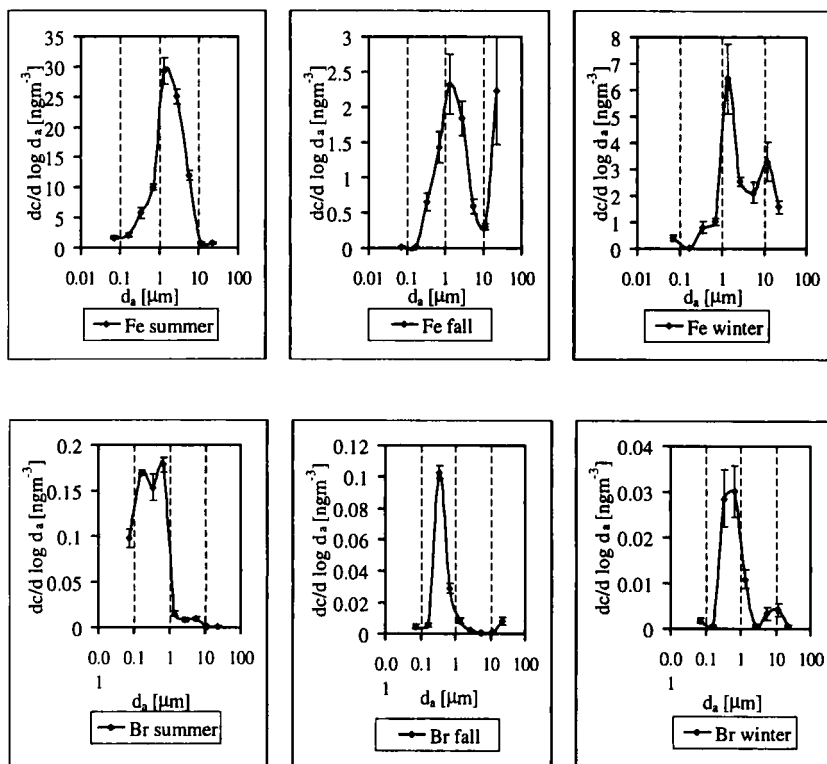 dc/d log d a [ngm-3]
35
30
25
20
15
10
5
0
0.01 0.1 1 10 100
da [μm]
Fe summer
dc/d log d a [ngm-3]
3
2.5
2
1.5
1
0.5
0
0.01 0.1 1 10 100
da [μm]
Fe fall
dc/d log d a [ngm-3]
8
7
6
5
4
3
2
1
0
0.01 0.1 1 10 100
da [μm]
Fe winter
dc/d log d a [ngm-3]
0.2
0.15
0.1
0.05
0
0.0 0.1 1 10 100
1
da [μm]
Br summer
dc/d log d a [ngm-3]
0.12
0.1
0.08
0.06
0.04
0.02
0
0.0 0.1 1 10 100
1
da [μm]
Br fall
dc/d log d a [ngm-3]
0.04
0.03
0.02
0.01
0
0.0 0.1 1 10 100
1
da [μm]
Br winter